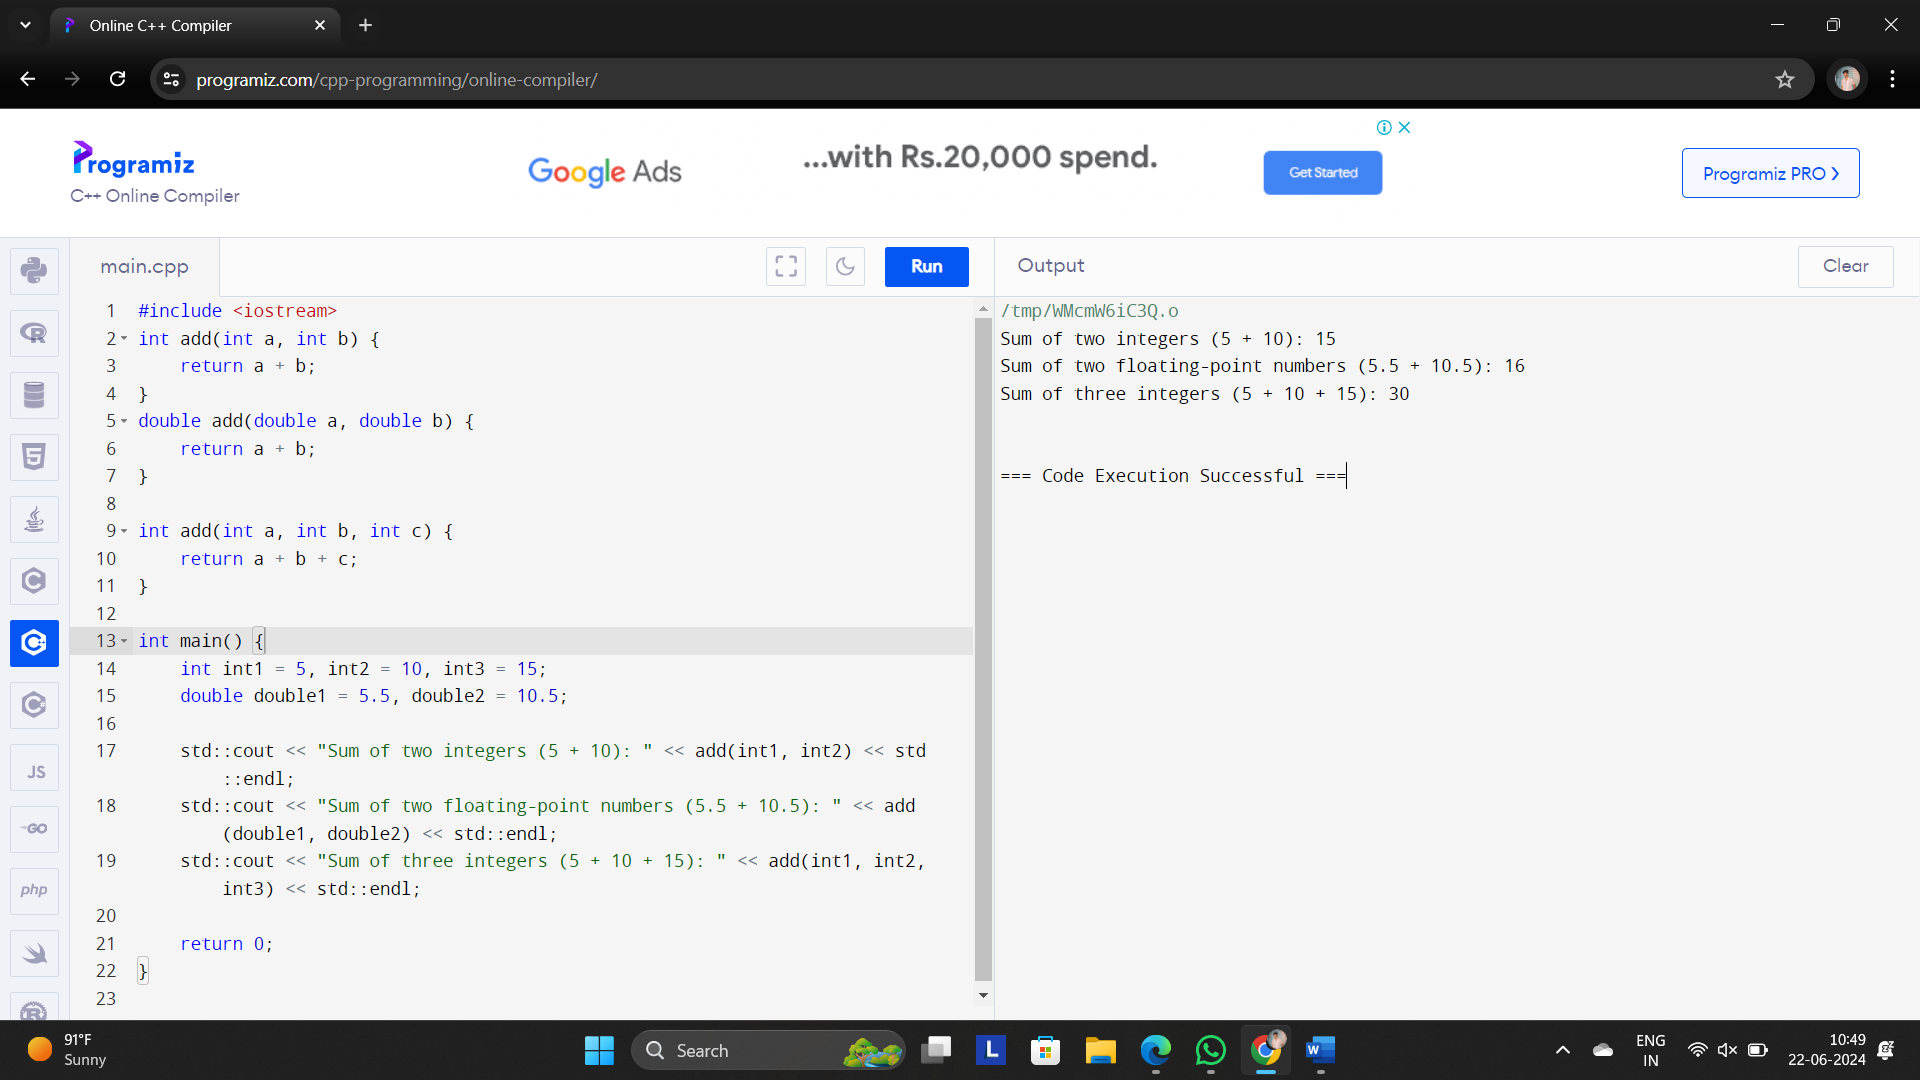 Online C++ Compiler
programiz.com/cpp-programming/online-compiler/
Programiz
C++ Online Compiler
Google Ads
...with Rs.20,000 spend.
Get Started
Programiz PRO ›
main.cpp
Run
Output
Clear
1 #include <iostream>
2 int add(int a, int b) {
3 return a + b;
4 }
5 double add(double a, double b) {
6 return a + b;
7 }
8
9 int add(int a, int b, int c) {
10 return a + b + c;
11 }
12
13 int main() {
14 int int1 = 5, int2 = 10, int3 = 15;
15 double double1 = 5.5, double2 = 10.5;
16
17 std::cout << "Sum of two integers (5 + 10): " << add(int1, int2) << std
::endl;
18 std::cout << "Sum of two floating-point numbers (5.5 + 10.5): " << add
(double1, double2) << std::endl;
19 std::cout << "Sum of three integers (5 + 10 + 15): " << add(int1, int2,
int3) << std::endl;
20
21 return 0;
22 }
23
/tmp/WMcmW6iC3Q.o
Sum of two integers (5 + 10): 15
Sum of two floating-point numbers (5.5 + 10.5): 16
Sum of three integers (5 + 10 + 15): 30
=== Code Execution Successful ===
R
5
C
C++
C#
JS
GO
php
R
91°F
Sunny
Search
L
W
ENG
IN
10:49
22-06-2024